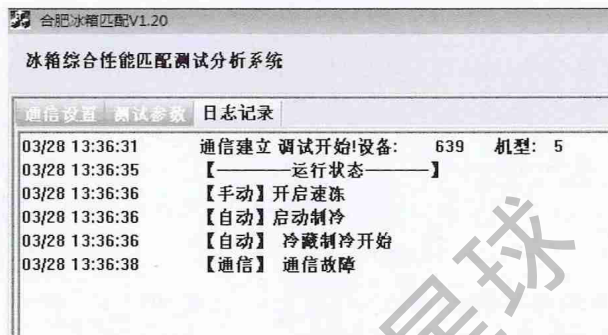 合肥冰箱匹配V1.20
冰箱综合性能匹配测试分析系统
通信设置 测试参数 日志记录
03/28 13:36:31 通信建立 调试开始!设备: 639 机型: 5
03/28 13:36:35 【————运行状态————】
03/28 13:36:36 【手动】开启速冻
03/28 13:36:36 【自动】启动制冷
03/28 13:36:36 【自动】 冷藏制冷开始
03/28 13:36:38 【通信】 通信故障
星球